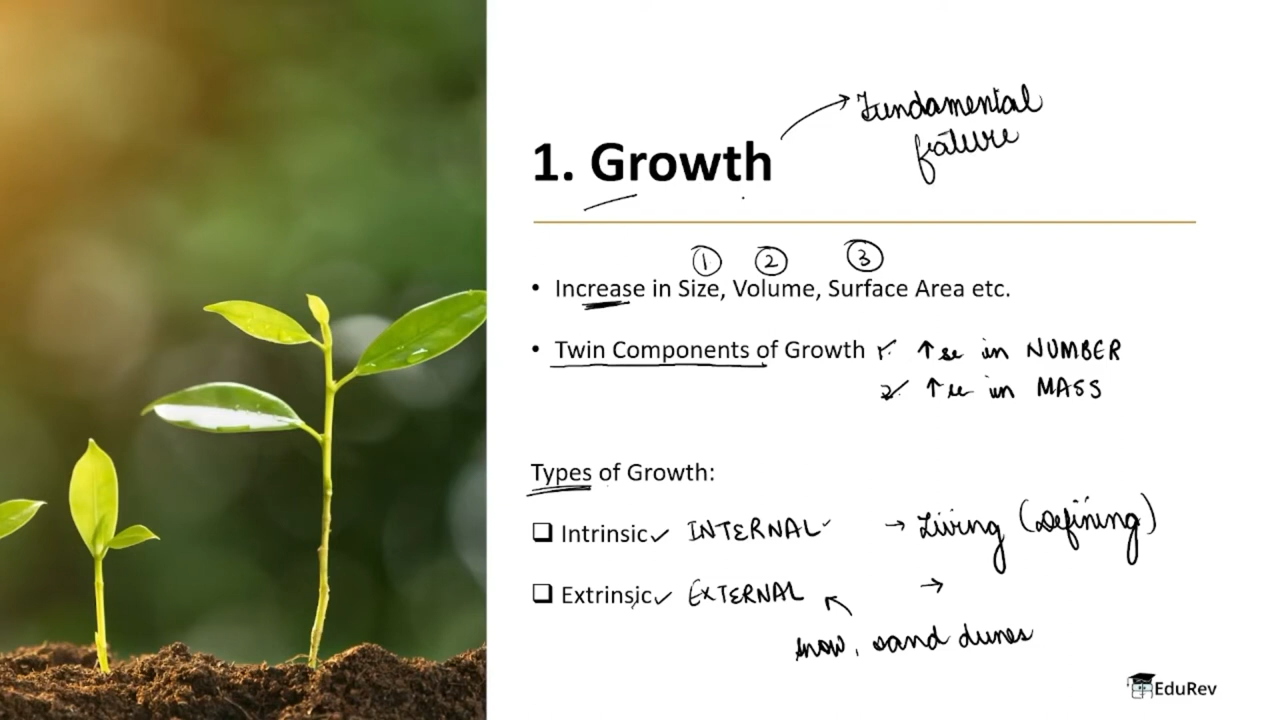 Fundamental
feature
1. Growth
① ② ③
• Increase in Size, Volume, Surface Area etc.
• Twin Components of Growth 1. ↑se in NUMBER
2. ↑se in MASS
Types of Growth:
❑ Intrinsic✓ INTERNAL✓ → Living (Defining)
❑ Extrinsic✓ EXTERNAL →
snow, sand dunes
EduRev